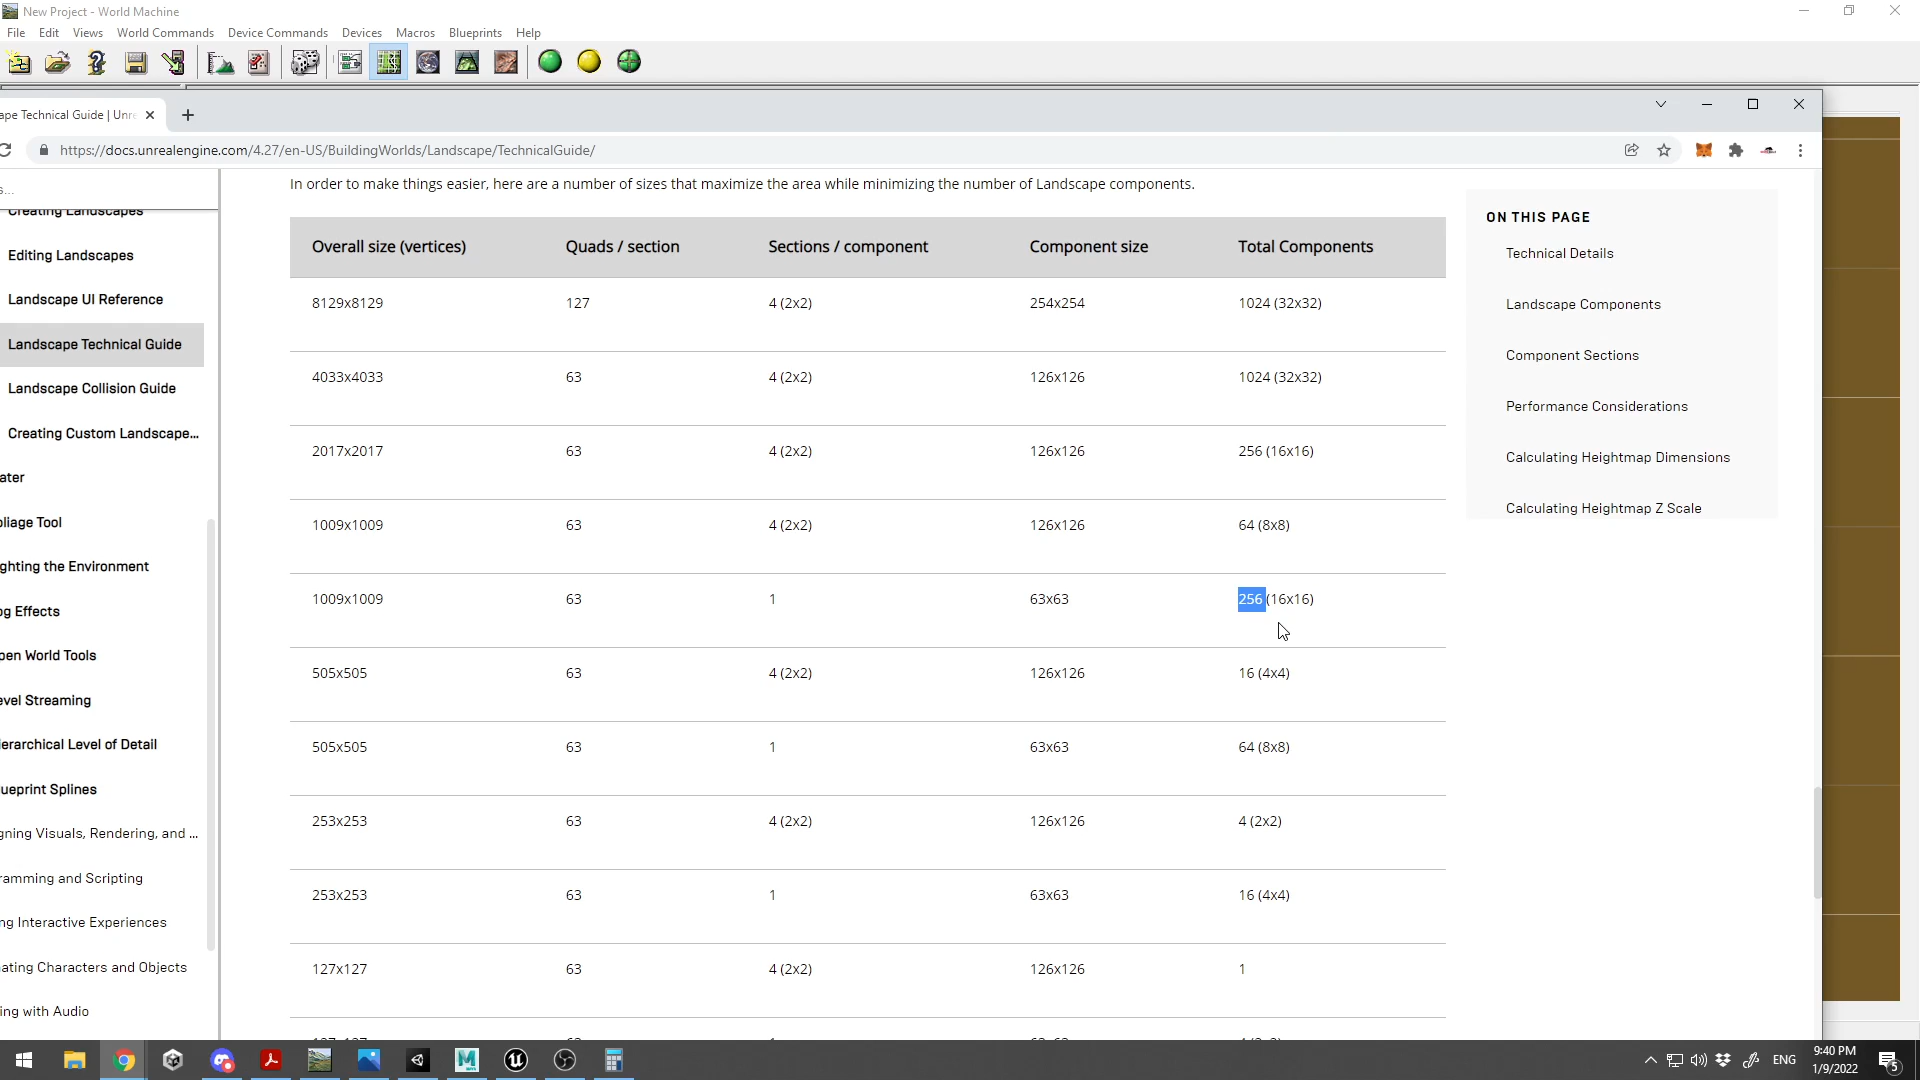 New Project - World Machine
File Edit Views World Commands Device Commands Devices Macros Blueprints Help
ape Technical Guide | Unre
https://docs.unrealengine.com/4.27/en-US/BuildingWorlds/Landscape/TechnicalGuide/
s...
Creating Landscapes
Editing Landscapes
Landscape UI Reference
Landscape Technical Guide
Landscape Collision Guide
Creating Custom Landscape...
ater
oliage Tool
ghting the Environment
og Effects
pen World Tools
evel Streaming
erarchical Level of Detail
ueprint Splines
gning Visuals, Rendering, and ...
ramming and Scripting
ng Interactive Experiences
ating Characters and Objects
ing with Audio
In order to make things easier, here are a number of sizes that maximize the area while minimizing the number of Landscape components.
Overall size (vertices) Quads / section Sections / component Component size Total Components
8129x8129 127 4 (2x2) 254x254 1024 (32x32)
4033x4033 63 4 (2x2) 126x126 1024 (32x32)
2017x2017 63 4 (2x2) 126x126 256 (16x16)
1009x1009 63 4 (2x2) 126x126 64 (8x8)
1009x1009 63 1 63x63 256 (16x16)
505x505 63 4 (2x2) 126x126 16 (4x4)
505x505 63 1 63x63 64 (8x8)
253x253 63 4 (2x2) 126x126 4 (2x2)
253x253 63 1 63x63 16 (4x4)
127x127 63 4 (2x2) 126x126 1
ON THIS PAGE
Technical Details
Landscape Components
Component Sections
Performance Considerations
Calculating Heightmap Dimensions
Calculating Heightmap Z Scale
ENG
9:40 PM
1/9/2022
5